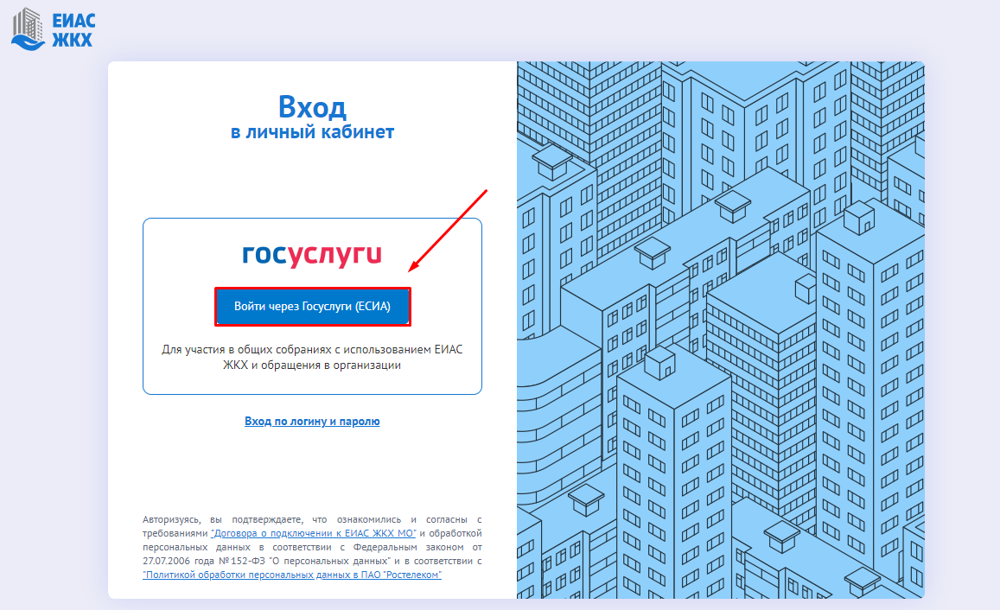 ЕИАС
ЖКХ
Вход
в личный кабинет
госуслуги
Войти через Госуслуги (ЕСИА)
Для участия в общих собраниях с использованием ЕИАС
ЖКХ и обращения в организации
Вход по логину и паролю
Авторизуясь, вы подтверждаете, что ознакомились и согласны с
требованиями "Договора о подключении к ЕИАС ЖКХ МО" и обработкой
персональных данных в соответствии с Федеральным законом от
27.07.2006 года №152-ФЗ "О персональных данных" и в соответствии с
"Политикой обработки персональных данных в ПАО "Ростелеком"